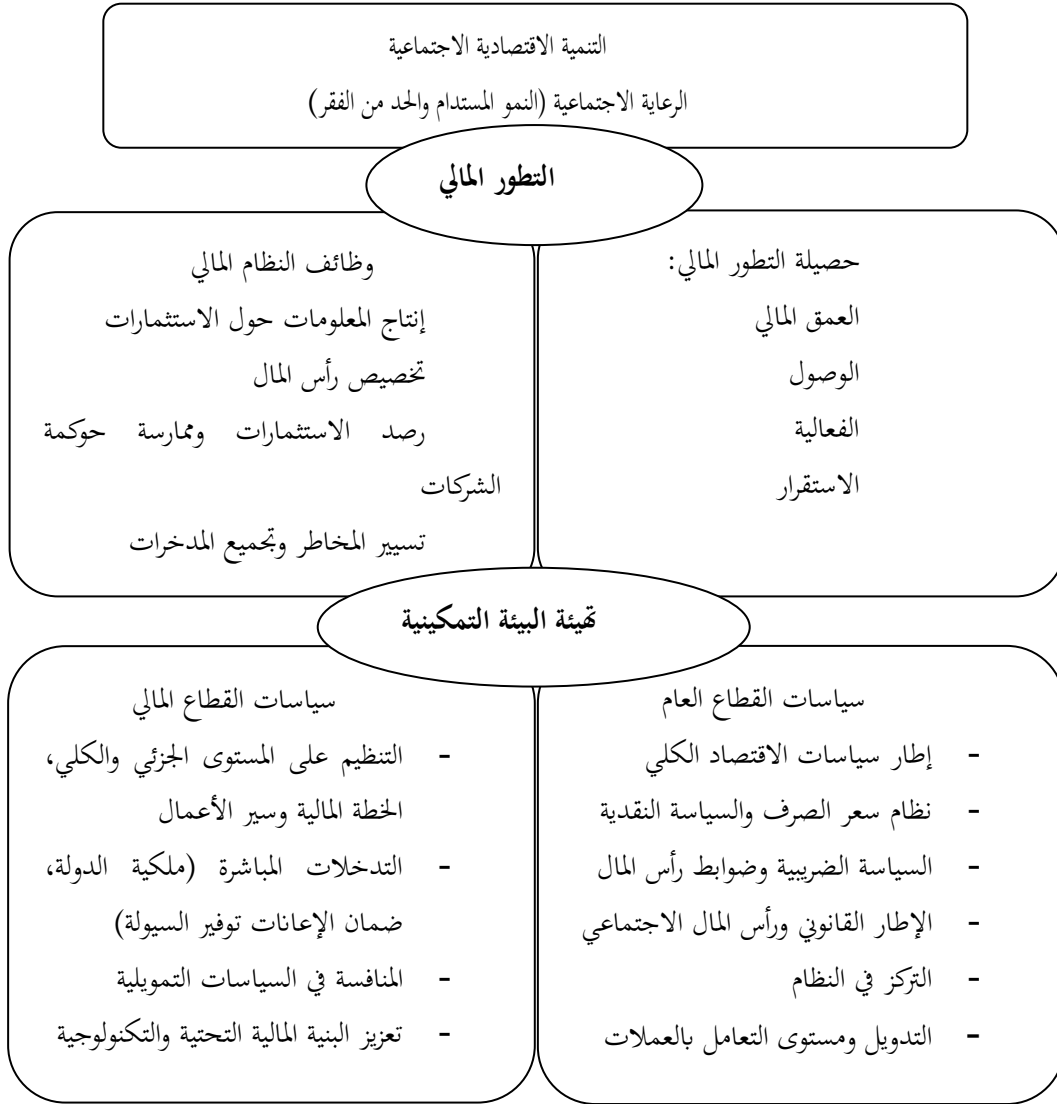 التنمية الاقتصادية الاجتماعية
الرعاية الاجتماعية (النمو المستدام والحد من الفقر)
التطور المالي
حصيلة التطور المالي:
العمق المالي
الوصول
الفعالية
الاستقرار
وظائف النظام المالي
إنتاج المعلومات حول الاستثمارات
تخصيص رأس المال
رصد الاستثمارات وممارسة حوكمة
الشركات
تسيير المخاطر وتجميع المدخرات
تهيئة البيئة التمكينية
سياسات القطاع العام
- إطار سياسات الاقتصاد الكلي
- نظام سعر الصرف والسياسة النقدية
- السياسة الضريبية وضوابط رأس المال
- الإطار القانوني ورأس المال الاجتماعي
- التركز في النظام
- التدويل ومستوى التعامل بالعملات
سياسات القطاع المالي
- التنظيم على المستوى الجزئي والكلي،
الخطة المالية وسير الأعمال
- التدخلات المباشرة (ملكية الدولة،
ضمان الإعانات توفير السيولة)
- المنافسة في السياسات التمويلية
- تعزيز البنية المالية التحتية والتكنولوجية